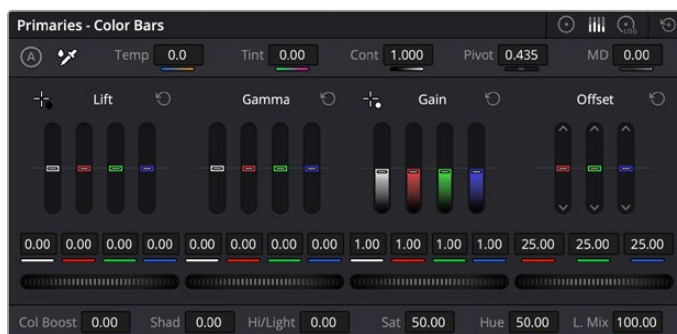 Primaries - Color Bars
LOG
A Temp 0.0 Tint 0.00 Cont 1.000 Pivot 0.435 MD 0.00
Lift Gamma Gain Offset
0.00 0.00 0.00 0.00 0.00 0.00 0.00 0.00 1.00 1.00 1.00 1.00 25.00 25.00 25.00
Col Boost 0.00 Shad 0.00 Hi/Light 0.00 Sat 50.00 Hue 50.00 L. Mix 100.00